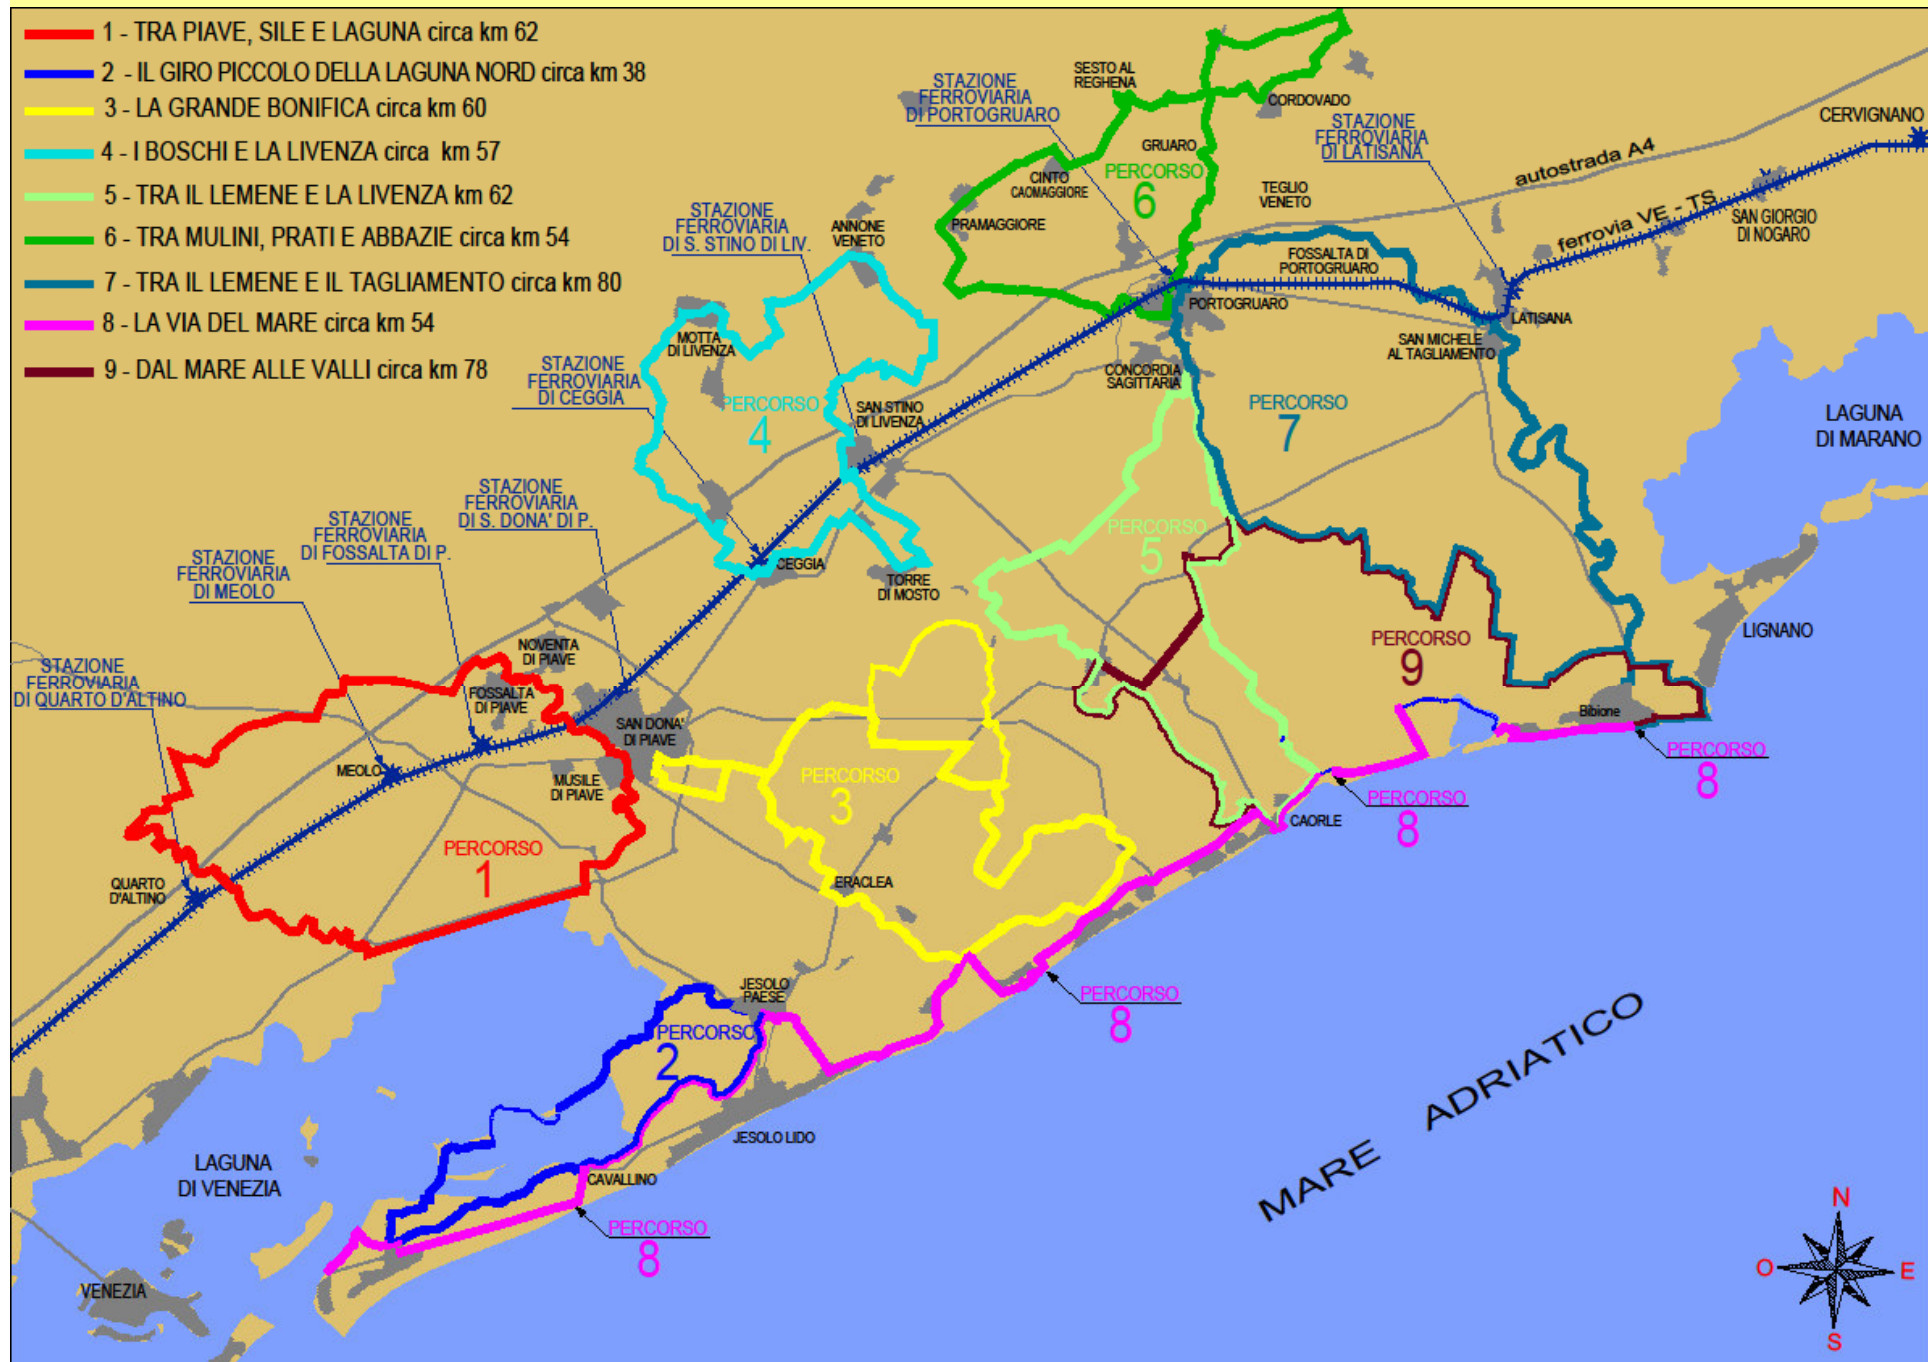 1 - TRA PIAVE, SILE E LAGUNA circa km 62
2 - IL GIRO PICCOLO DELLA LAGUNA NORD circa km 38
3 - LA GRANDE BONIFICA circa km 60
4 - I BOSCHI E LA LIVENZA circa km 57
5 - TRA IL LEMENE E LA LIVENZA km 62
6 - TRA MULINI, PRATI E ABBAZIE circa km 54
7 - TRA IL LEMENE E IL TAGLIAMENTO circa km 80
8 - LA VIA DEL MARE circa km 54
9 - DAL MARE ALLE VALLI circa km 78
STAZIONE
FERROVIARIA
DI PORTOGRUARO
SESTO AL
REGHENA
CORDOVADO
STAZIONE
FERROVIARIA
DI LATISANA
CERVIGNANO
autostrada A4
ferrovia VE - TS
SAN GIORGIO
DI NOGARO
GRUARO
PERCORSO
6
CINTO
CAOMAGGIORE
TEGLIO
VENETO
PRAMAGGIORE
STAZIONE
FERROVIARIA
DI S. STINO DI LIV.
ANNONE
VENETO
FOSSALTA DI
PORTOGRUARO
PORTOGRUARO
LATISANA
SAN MICHELE
AL TAGLIAMENTO
MOTTA
DI LIVENZA
STAZIONE
FERROVIARIA
DI CEGGIA
PERCORSO
4
SAN STINO
DI LIVENZA
CONCORDIA
SAGITTARIA
PERCORSO
7
LAGUNA
DI MARANO
STAZIONE
FERROVIARIA
DI S. DONA' DI P.
STAZIONE
FERROVIARIA
DI FOSSALTA DI P.
STAZIONE
FERROVIARIA
DI MEOLO
PERCORSO
5
CEGGIA
TORRE
DI MOSTO
STAZIONE
FERROVIARIA
DI QUARTO D'ALTINO
NOVENTA
DI PIAVE
FOSSALTA
DI PIAVE
SAN DONA'
DI PIAVE
PERCORSO
9
LIGNANO
Bibione
PERCORSO
8
MEOLO
MUSILE
DI PIAVE
PERCORSO
3
PERCORSO
8
CAORLE
PERCORSO
1
QUARTO
D'ALTINO
ERACLEA
JESOLO
PAESE
PERCORSO
8
PERCORSO
2
MARE ADRIATICO
JESOLO LIDO
LAGUNA
DI VENEZIA
CAVALLINO
PERCORSO
8
VENEZIA
N
O
E
S